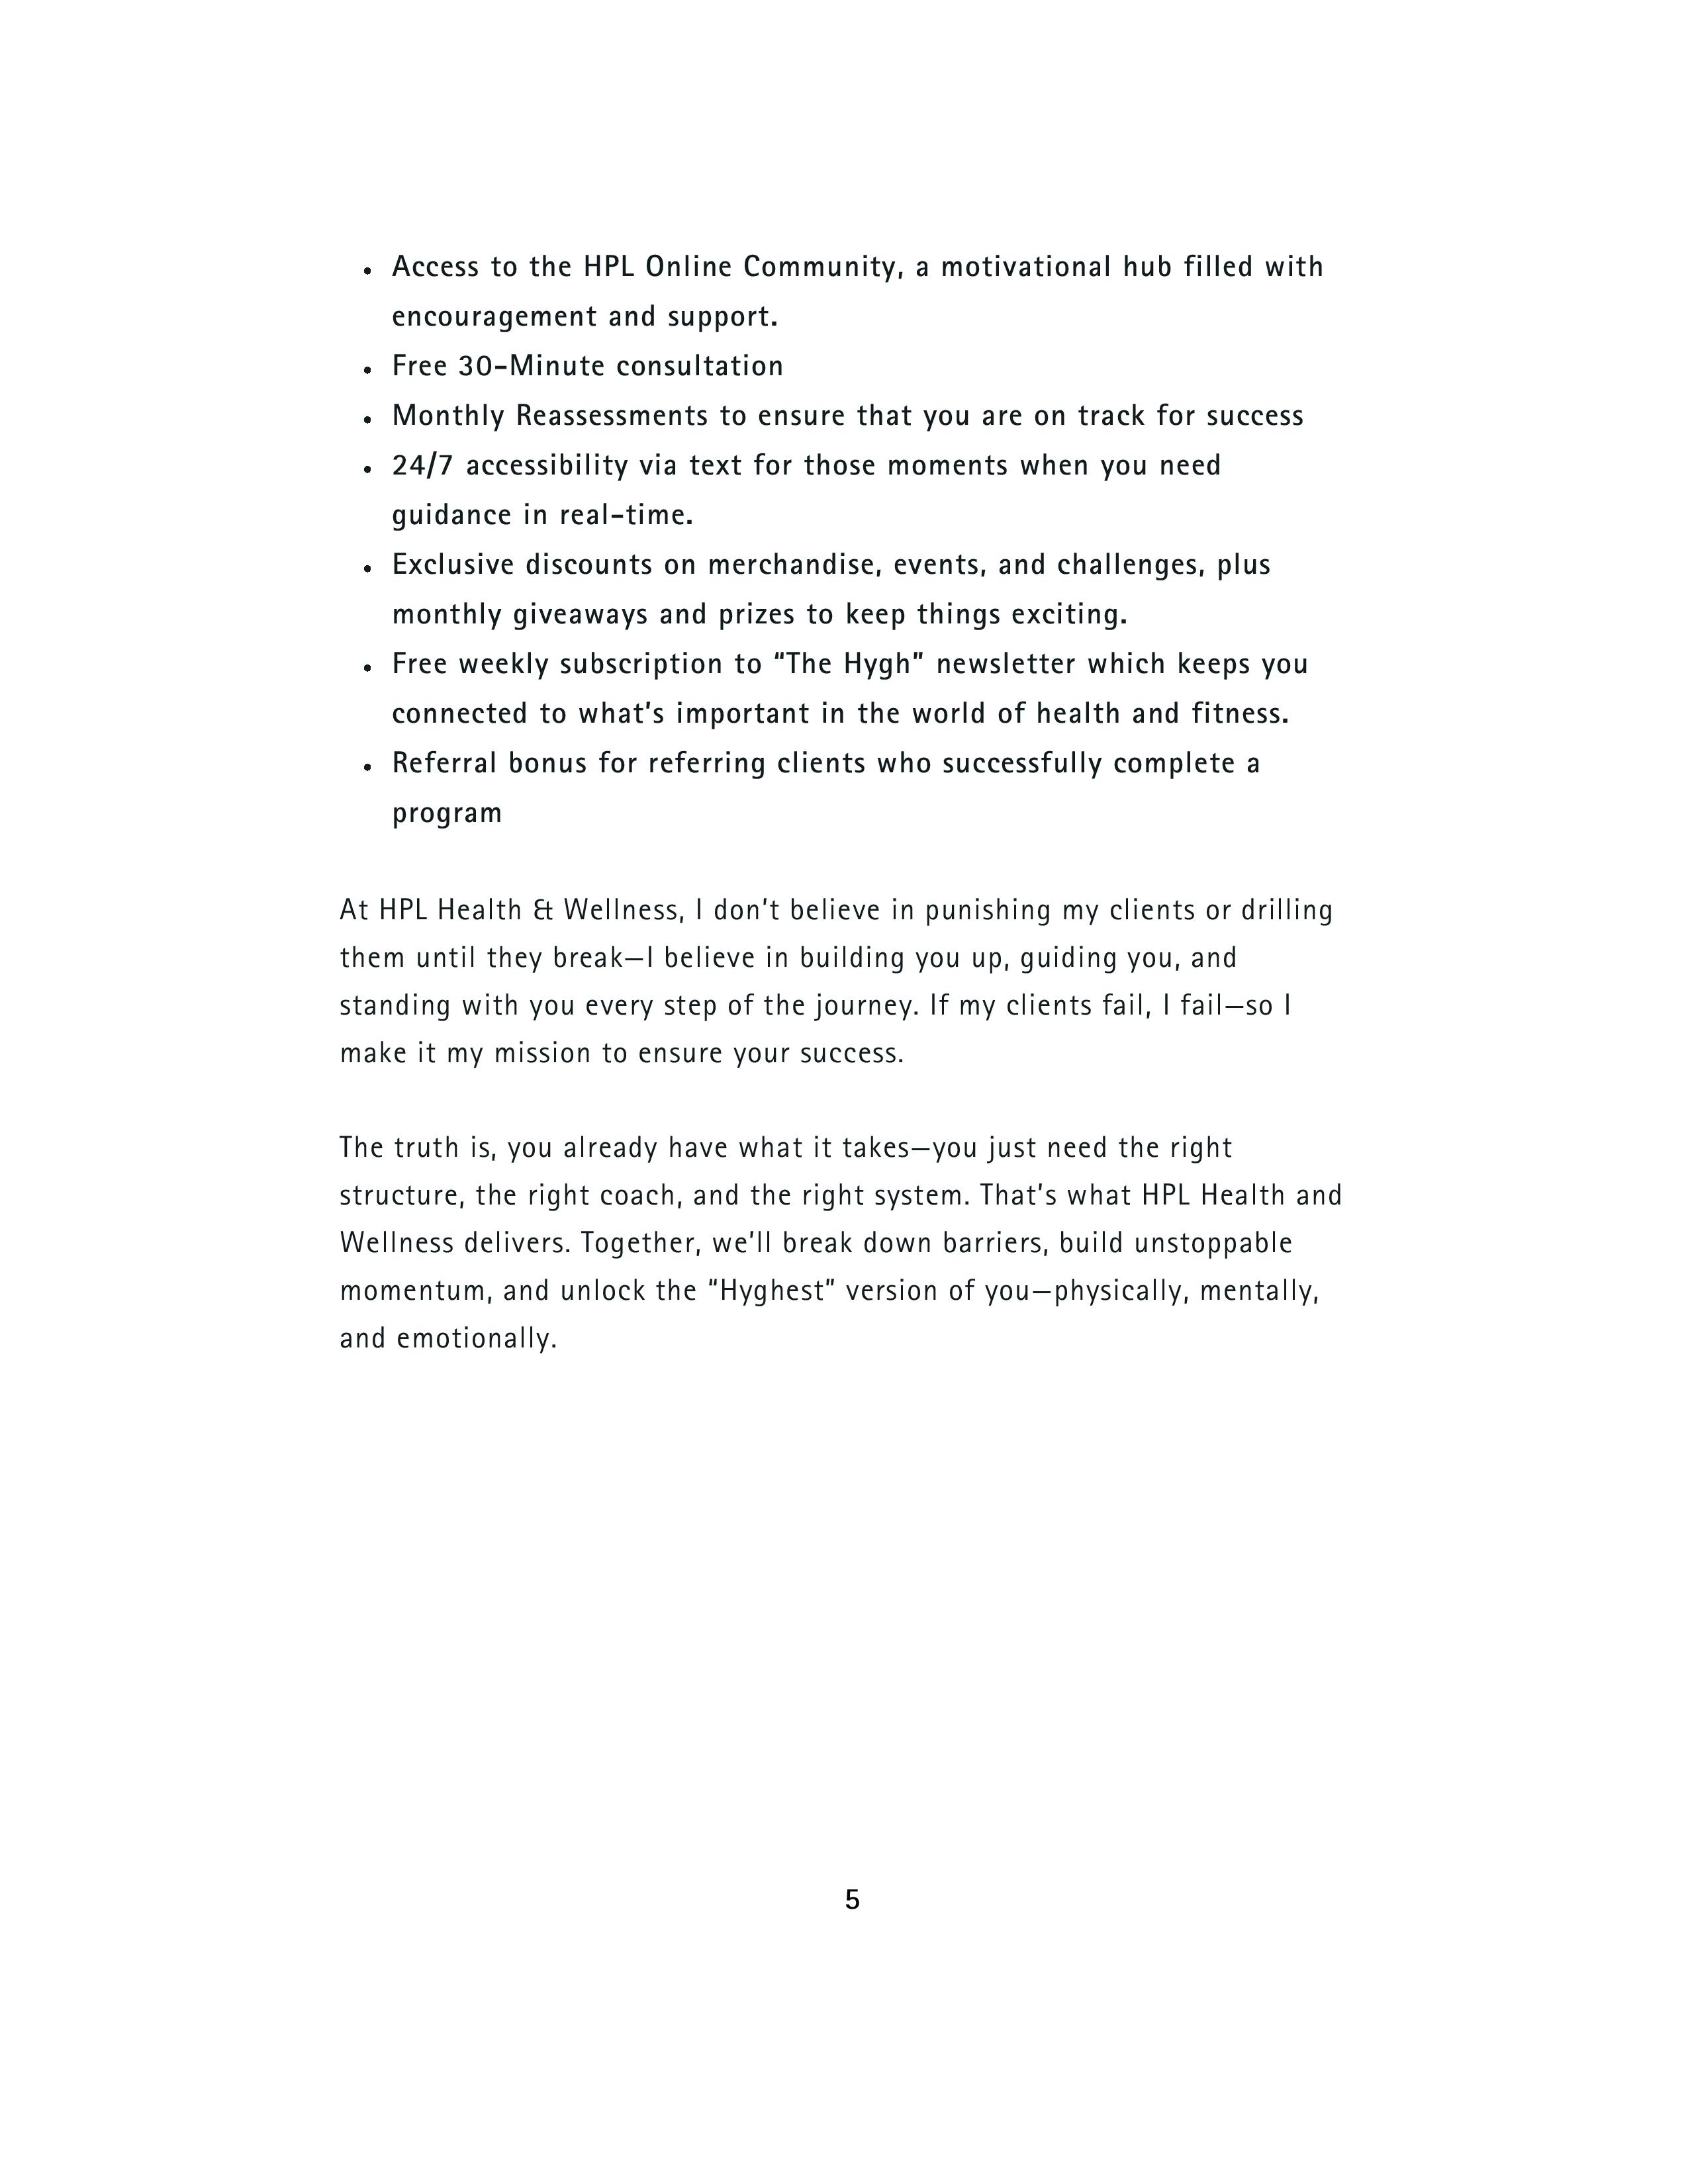 • Access to the HPL Online Community, a motivational hub filled with
encouragement and support.
• Free 30-Minute consultation
• Monthly Reassessments to ensure that you are on track for success
• 24/7 accessibility via text for those moments when you need
guidance in real-time.
• Exclusive discounts on merchandise, events, and challenges, plus
monthly giveaways and prizes to keep things exciting.
• Free weekly subscription to “The Hygh” newsletter which keeps you
connected to what’s important in the world of health and fitness.
• Referral bonus for referring clients who successfully complete a
program
At HPL Health & Wellness, I don’t believe in punishing my clients or drilling
them until they break—I believe in building you up, guiding you, and
standing with you every step of the journey. If my clients fail, I fail—so I
make it my mission to ensure your success.
The truth is, you already have what it takes—you just need the right
structure, the right coach, and the right system. That’s what HPL Health and
Wellness delivers. Together, we’ll break down barriers, build unstoppable
momentum, and unlock the “Hyghest” version of you—physically, mentally,
and emotionally.
5